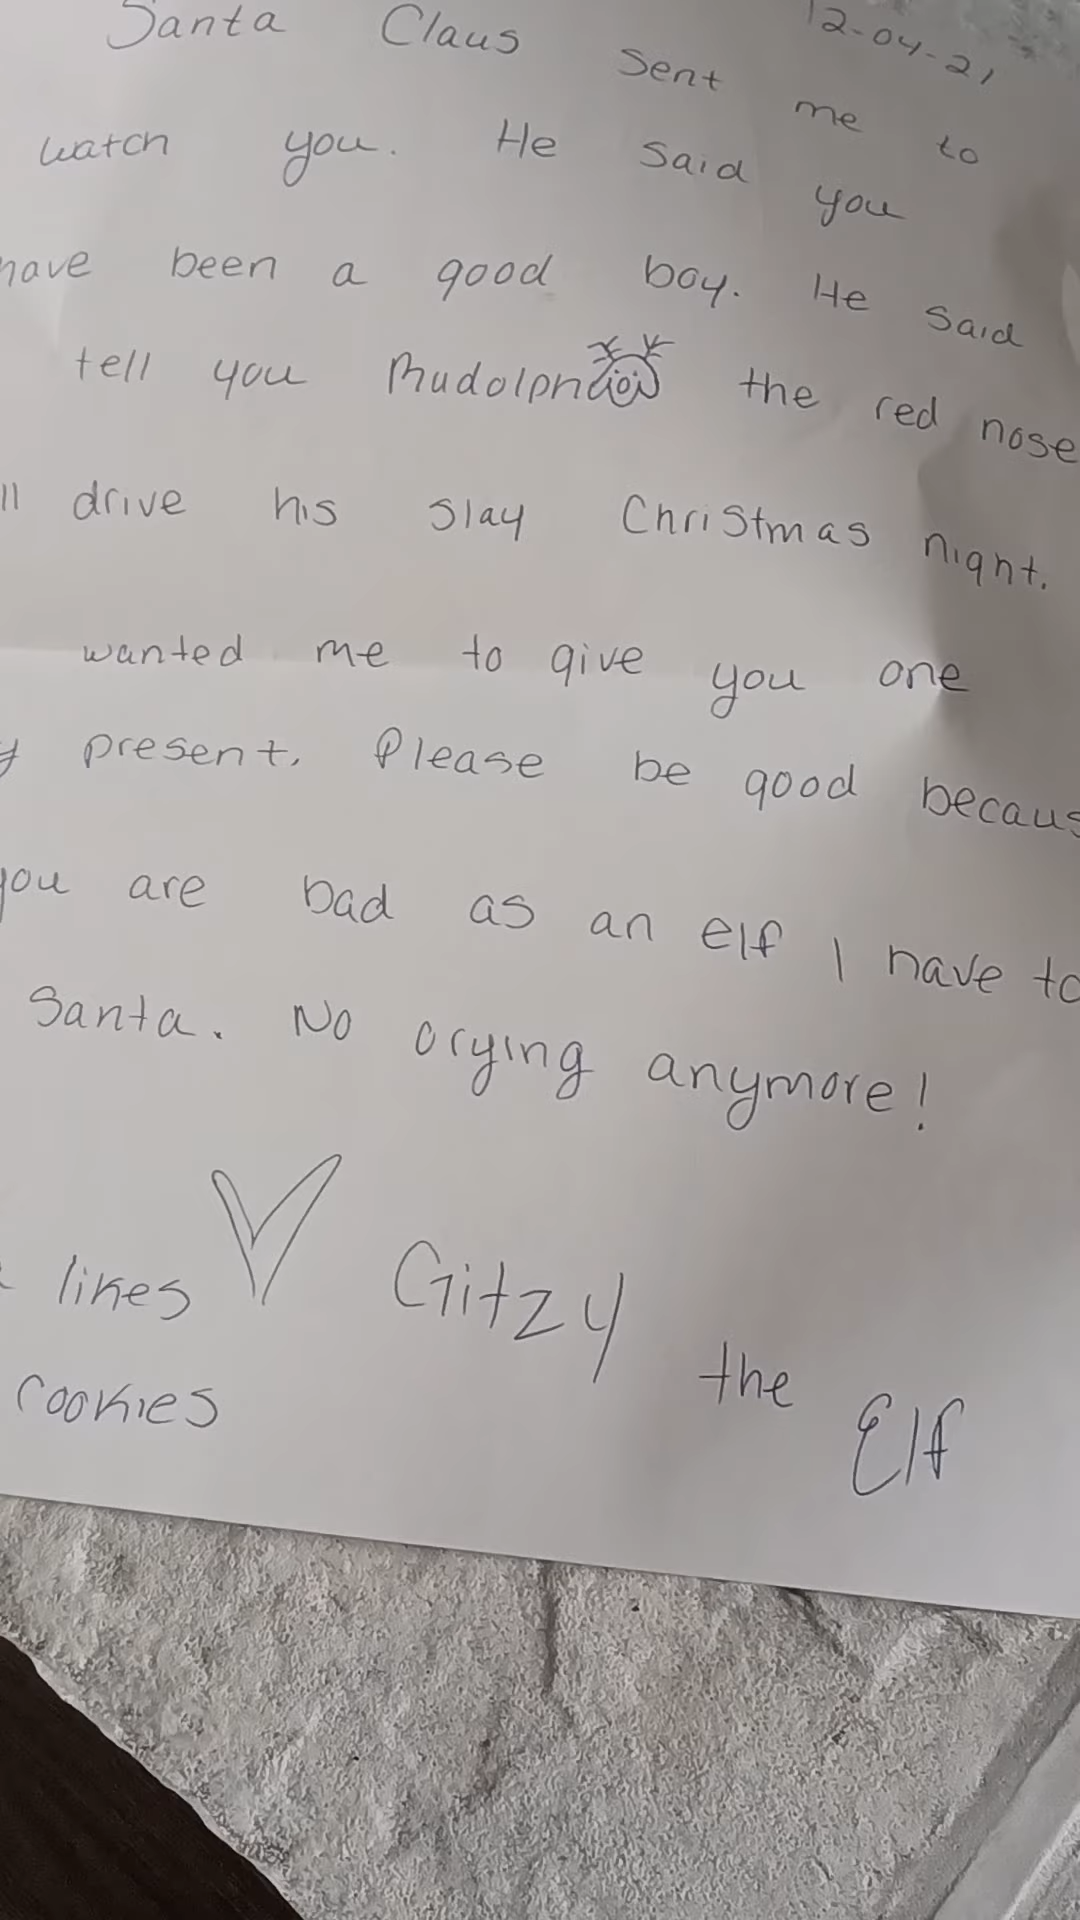 12-04-21
Santa Claus sent me to
watch you. He said you
have been a good boy. He said
tell you Rudolph the red nose
ll drive his slay Christmas night.
wanted me to give you one
y present. Please be good becaus
you are bad as an elf I have to
Santa. No crying anymore!
likes Gitzy the Elf
cookies